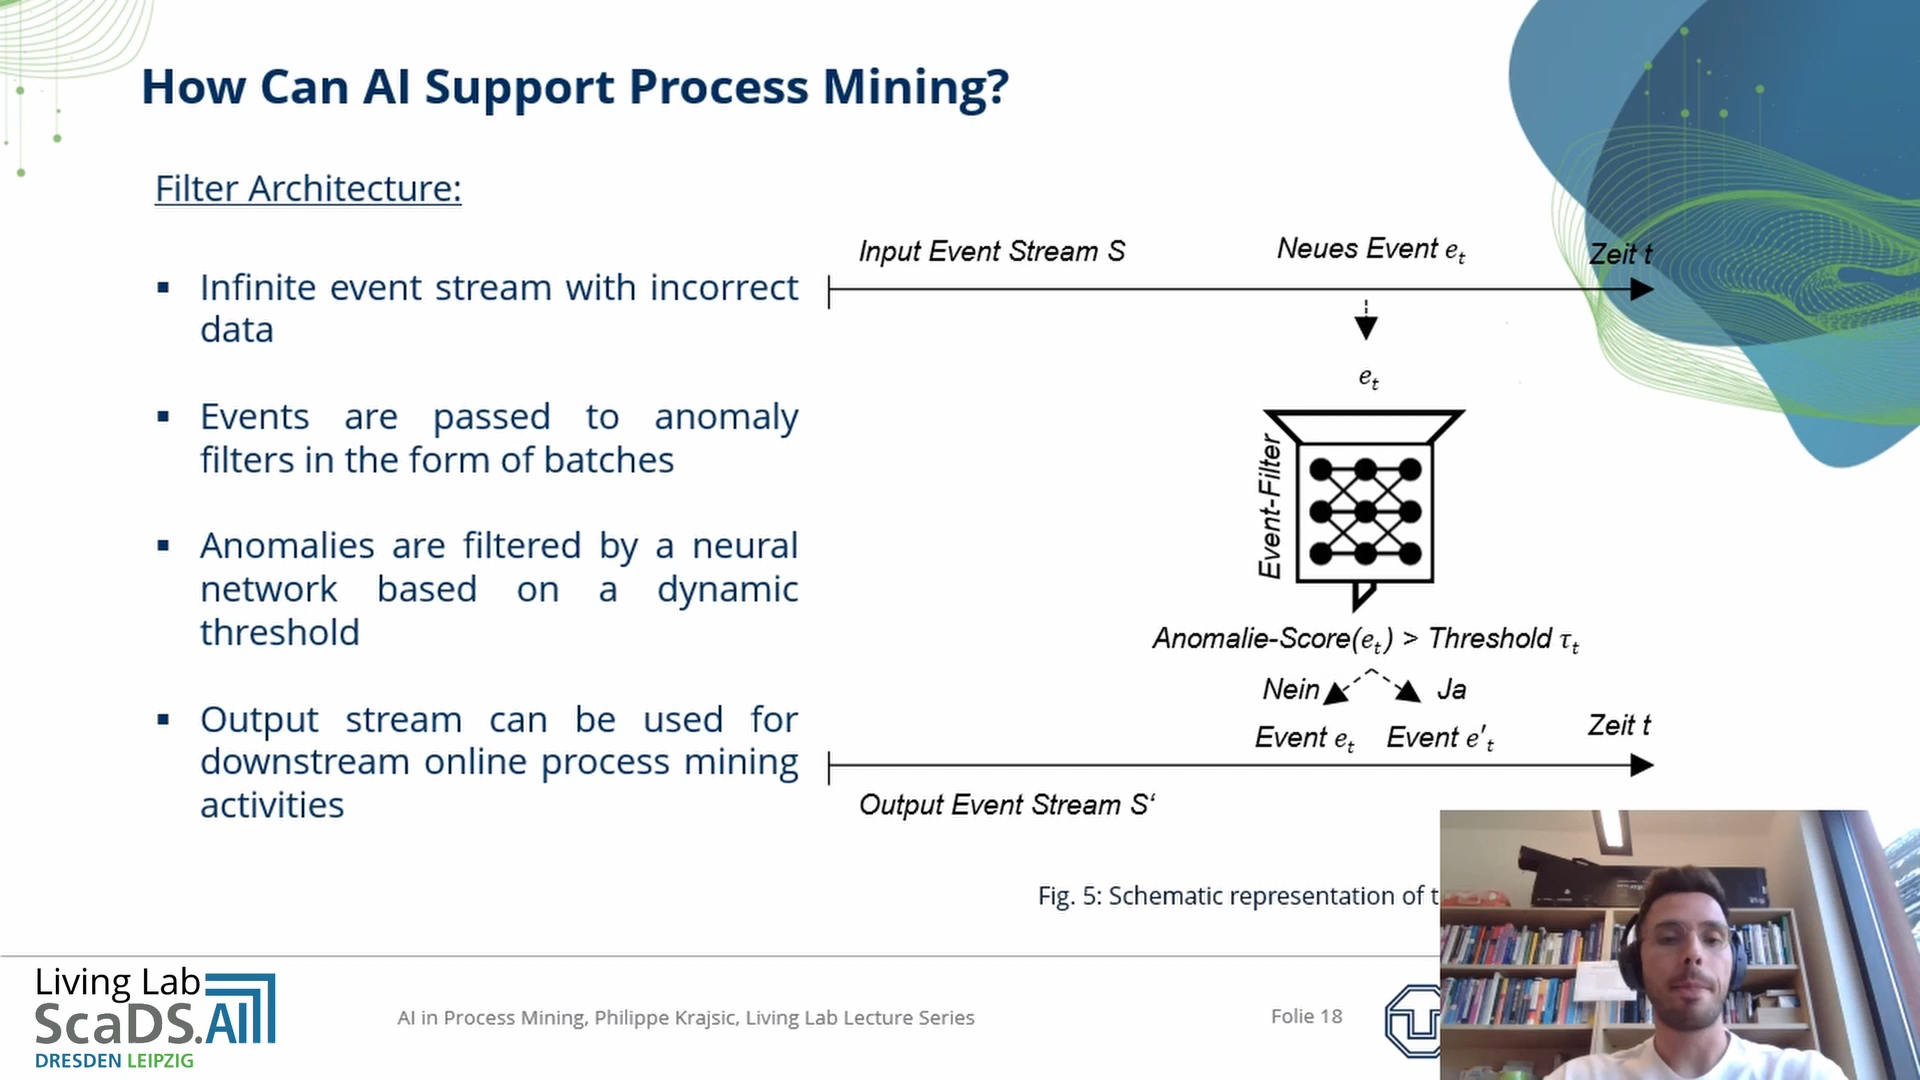 How Can AI Support Process Mining?
Filter Architecture:
▪ Infinite event stream with incorrect
data
▪ Events are passed to anomaly
filters in the form of batches
▪ Anomalies are filtered by a neural
network based on a dynamic
threshold
▪ Output stream can be used for
downstream online process mining
activities
Input Event Stream S
Neues Event eₜ
Zeit t
eₜ
Event-Filter
Anomalie-Score(eₜ) > Threshold τₜ
Nein
Ja
Event eₜ
Event e'ₜ
Zeit t
Output Event Stream S‘
Fig. 5: Schematic representation of t
Living Lab
ScaDS.AI
DRESDEN LEIPZIG
AI in Process Mining, Philippe Krajsic, Living Lab Lecture Series
Folie 18